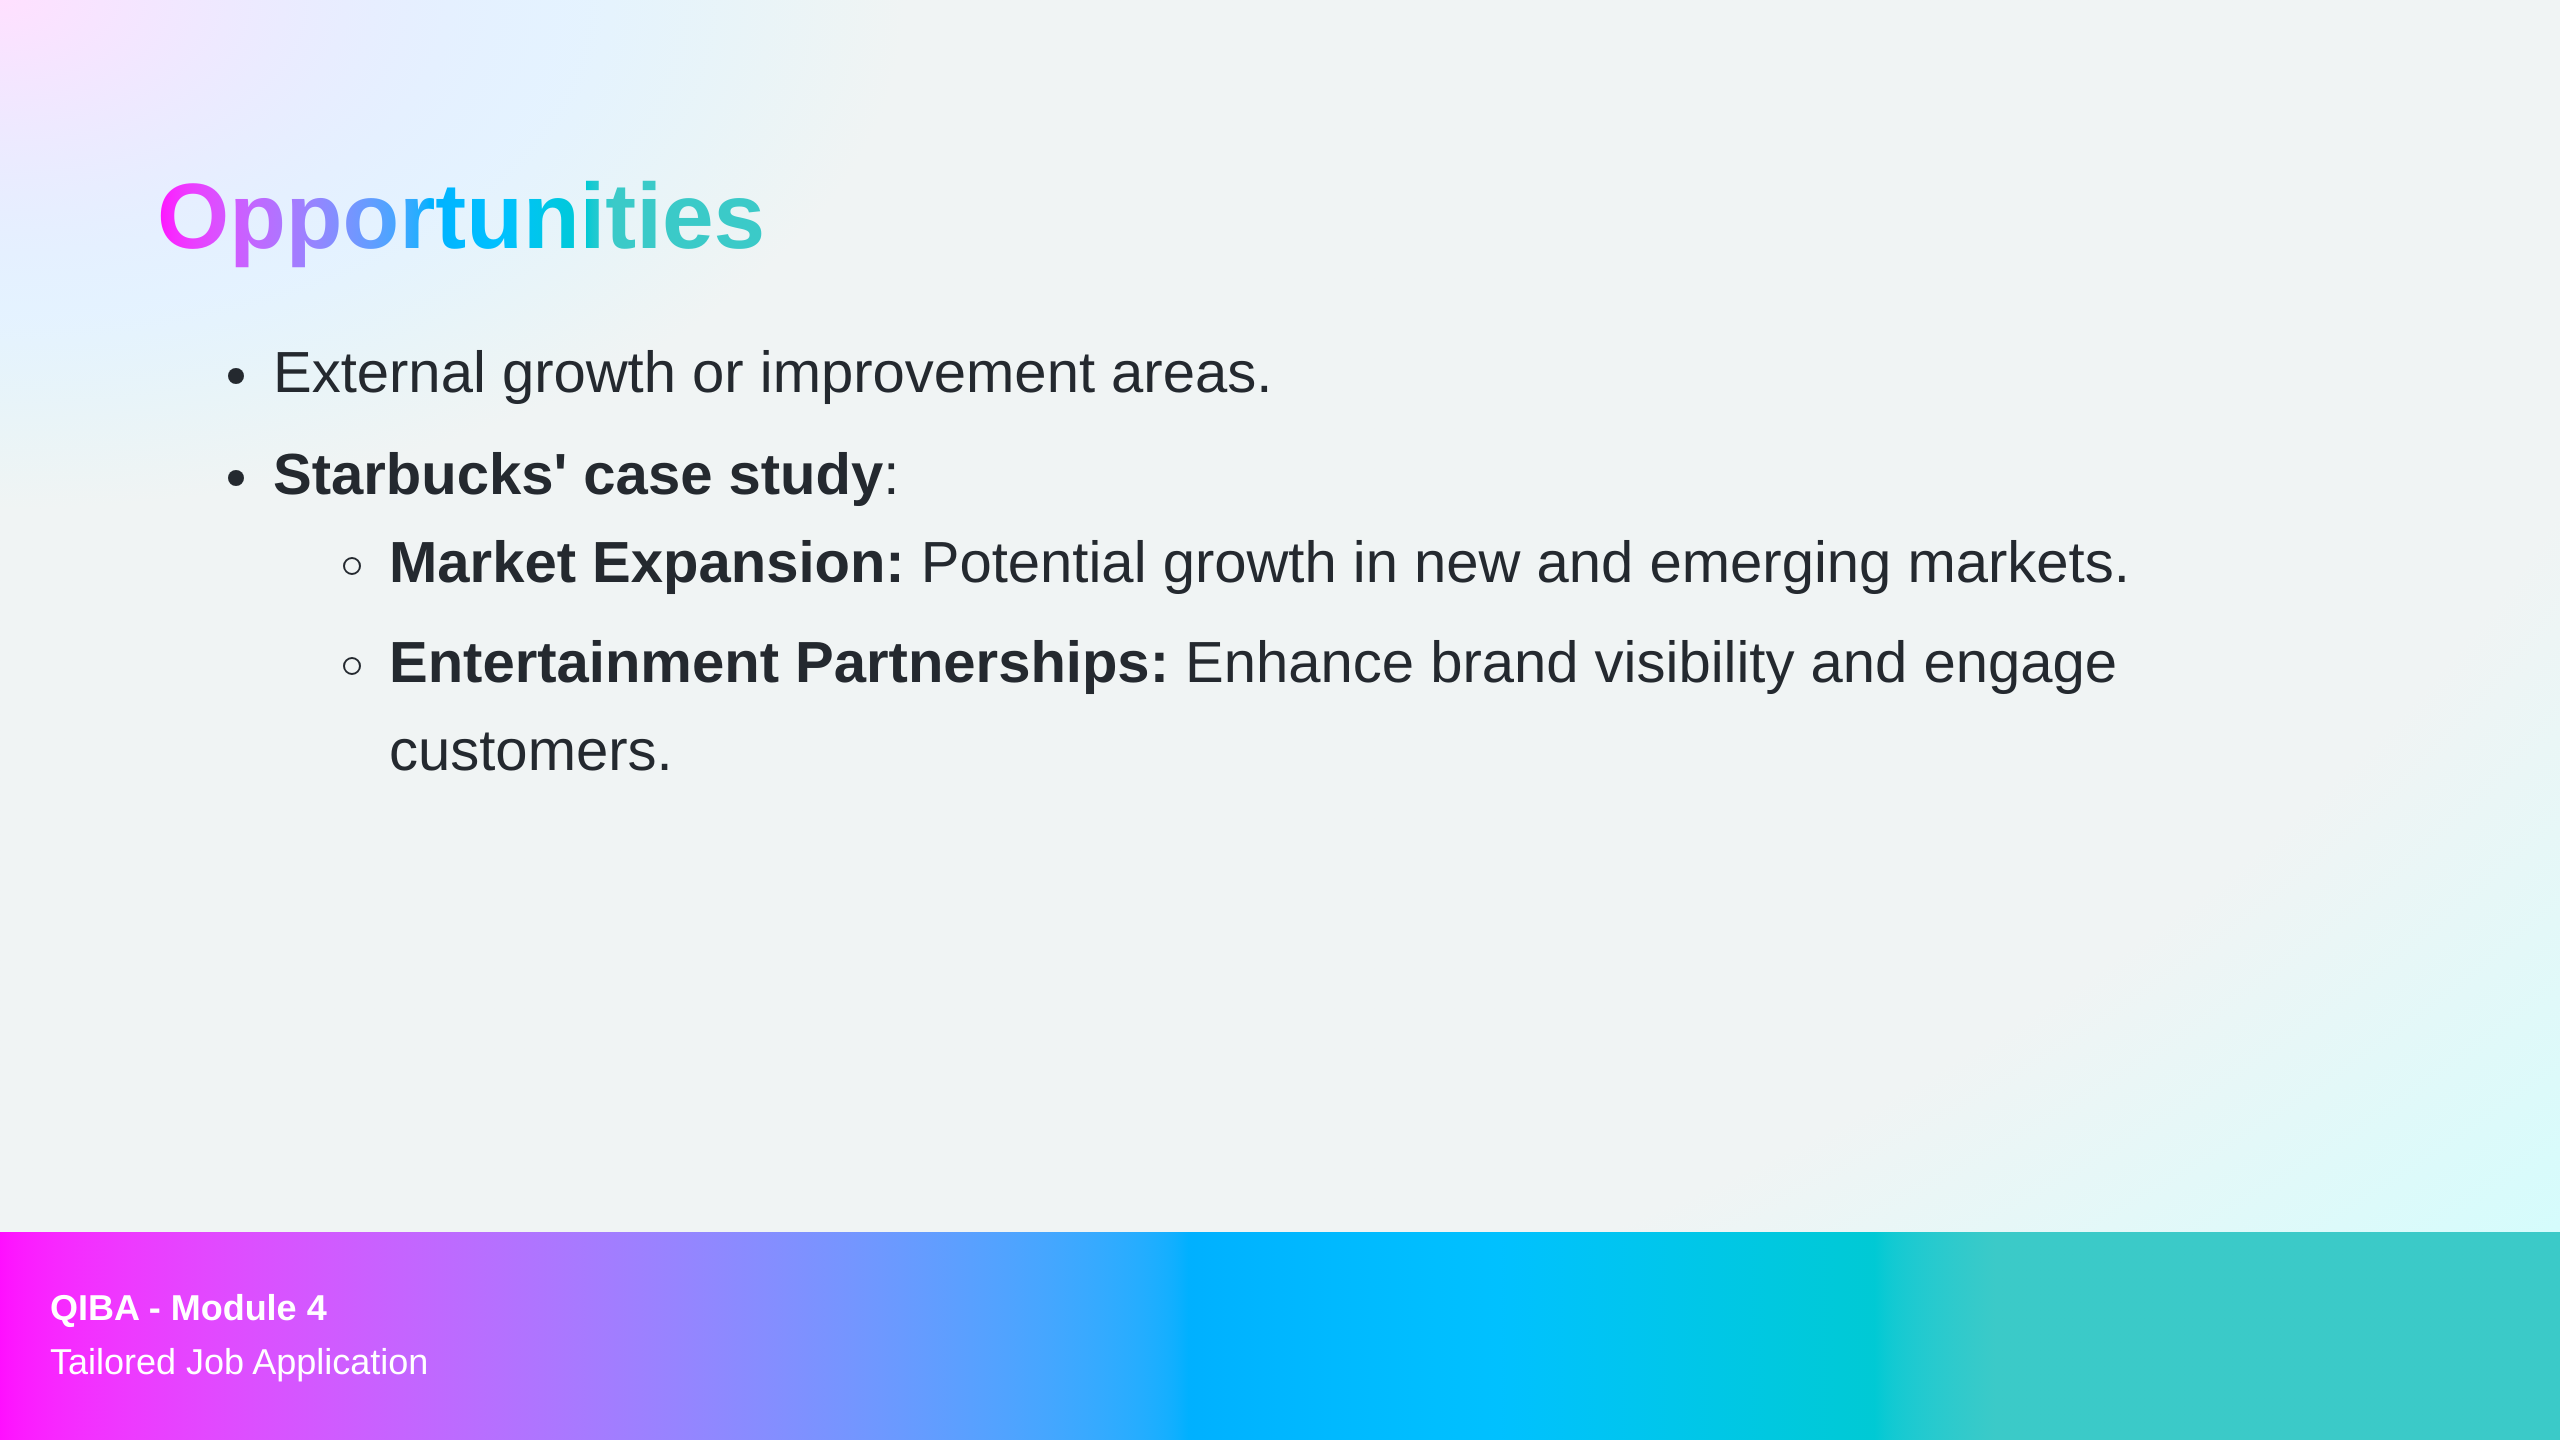 Opportunities
• External growth or improvement areas.
• Starbucks' case study:
◦ Market Expansion: Potential growth in new and emerging markets.
◦ Entertainment Partnerships: Enhance brand visibility and engage
customers.
QIBA - Module 4
Tailored Job Application